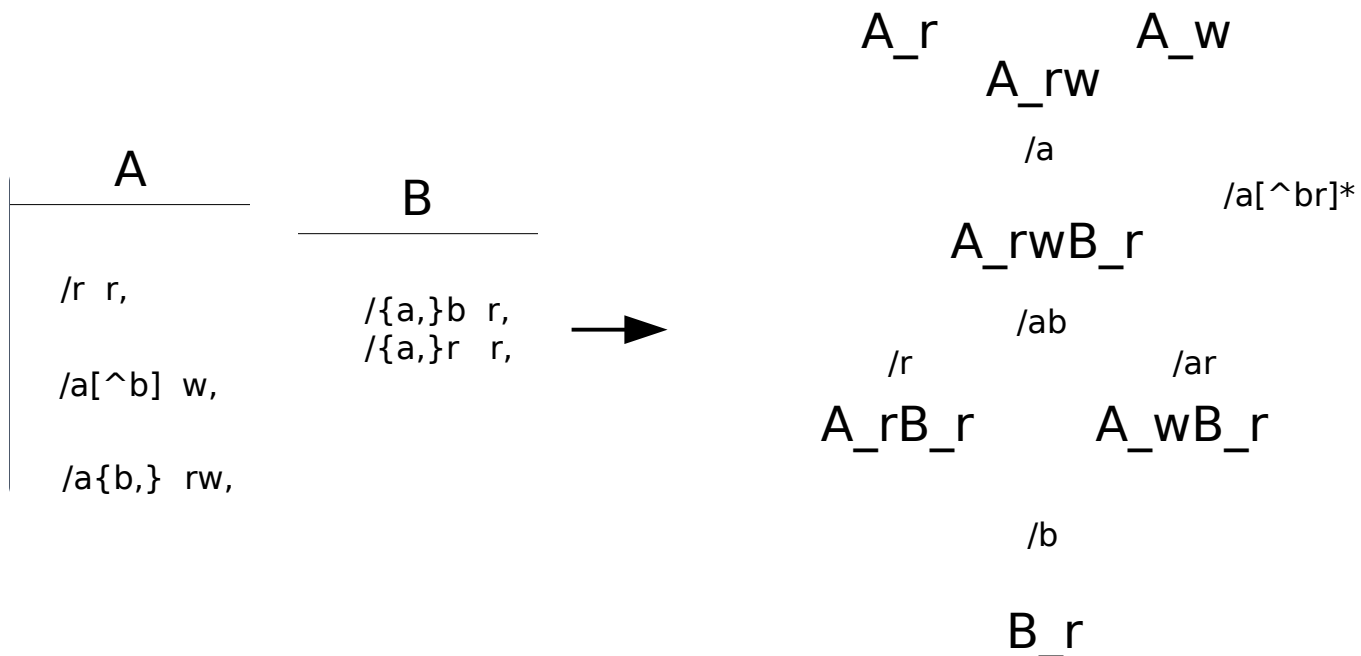 A
/r r,
/a[^b] w,
/a{b,} rw,
B
/{a,}b r,
/{a,}r r,
A_r
A_w
A_rw
/a
/a[^br]*
A_rwB_r
/ab
/r
/ar
A_rB_r
A_wB_r
/b
B_r